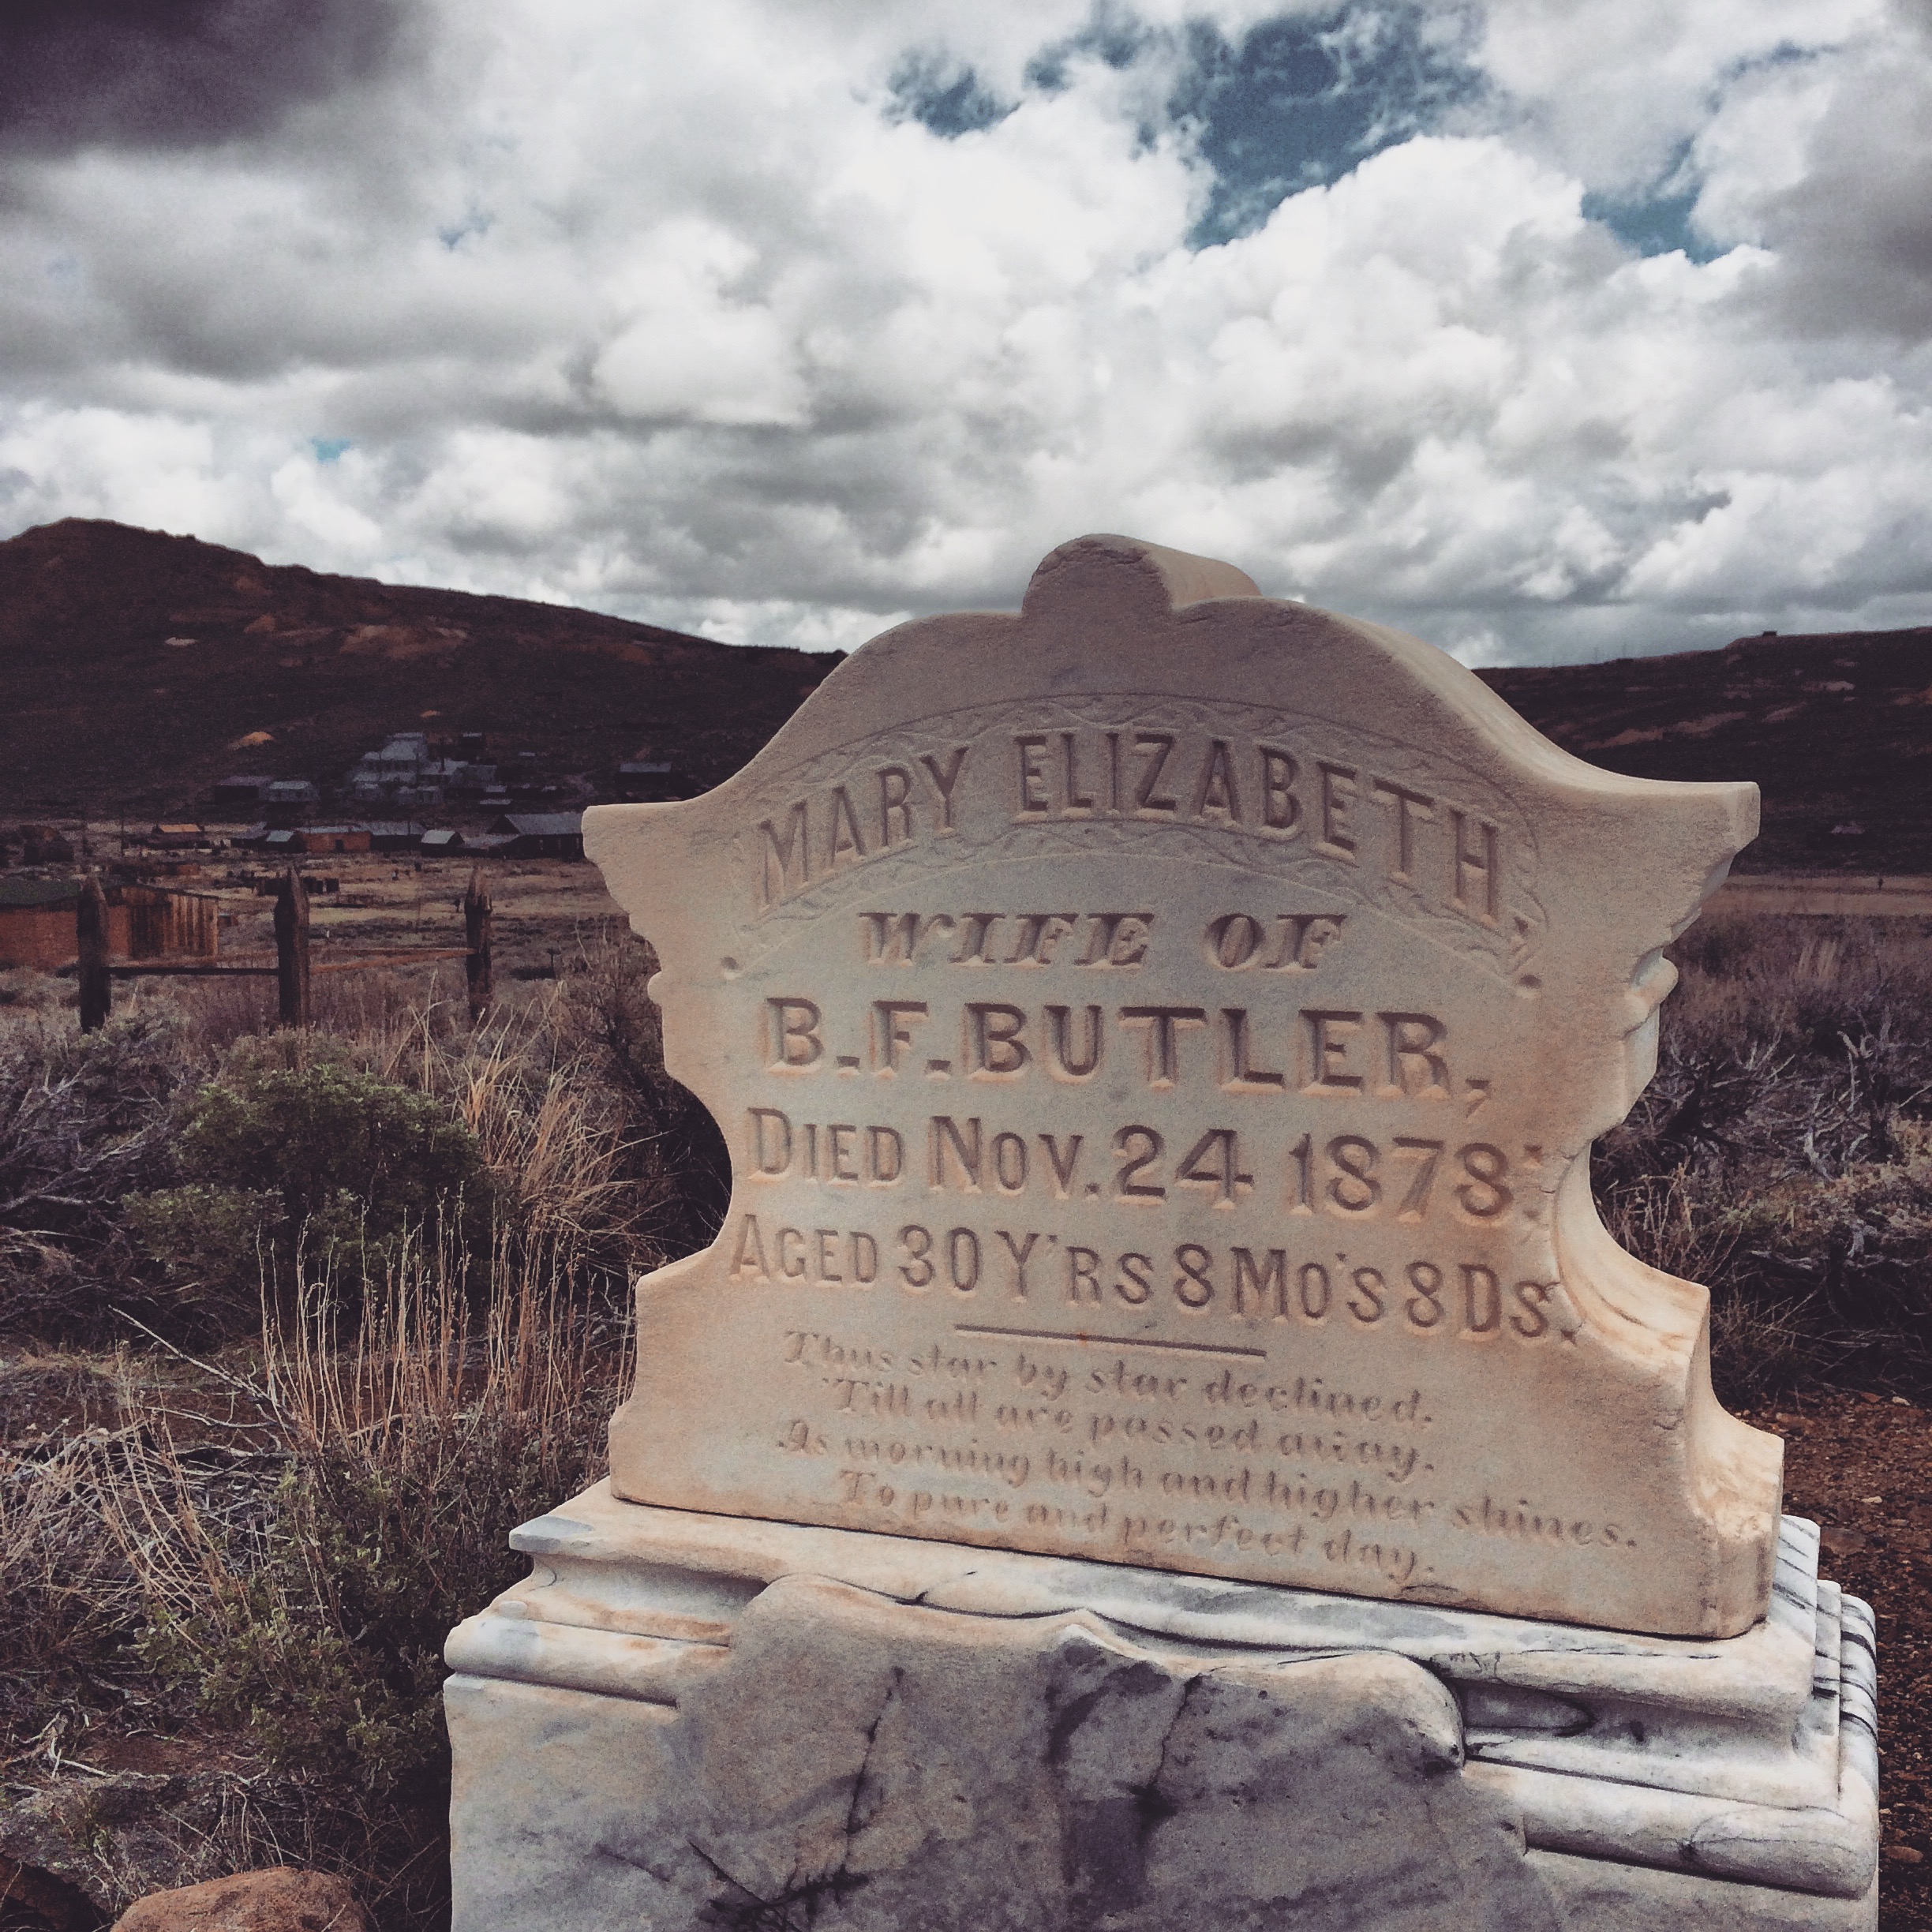 MARY ELIZABETH,
WIFE OF
B.F. BUTLER,
DIED NOV. 24 1878.
AGED 30 Y'RS 8 MO'S 8 DS.
Thus star by star declined.
'Till all are passed away.
As morning high and higher shines.
To pure and perfect day.